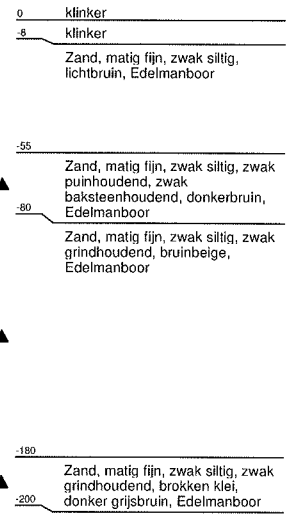 0 klinker
-8 klinker
Zand, matig fijn, zwak siltig,
lichtbruin, Edelmanboor
-55
Zand, matig fijn, zwak siltig, zwak
puinhoudend, zwak
baksteenhoudend, donkerbruin,
Edelmanboor
-80
Zand, matig fijn, zwak siltig, zwak
grindhoudend, bruinbeige,
Edelmanboor
-180
Zand, matig fijn, zwak siltig, zwak
grindhoudend, brokken klei,
donker grijsbruin, Edelmanboor
-200